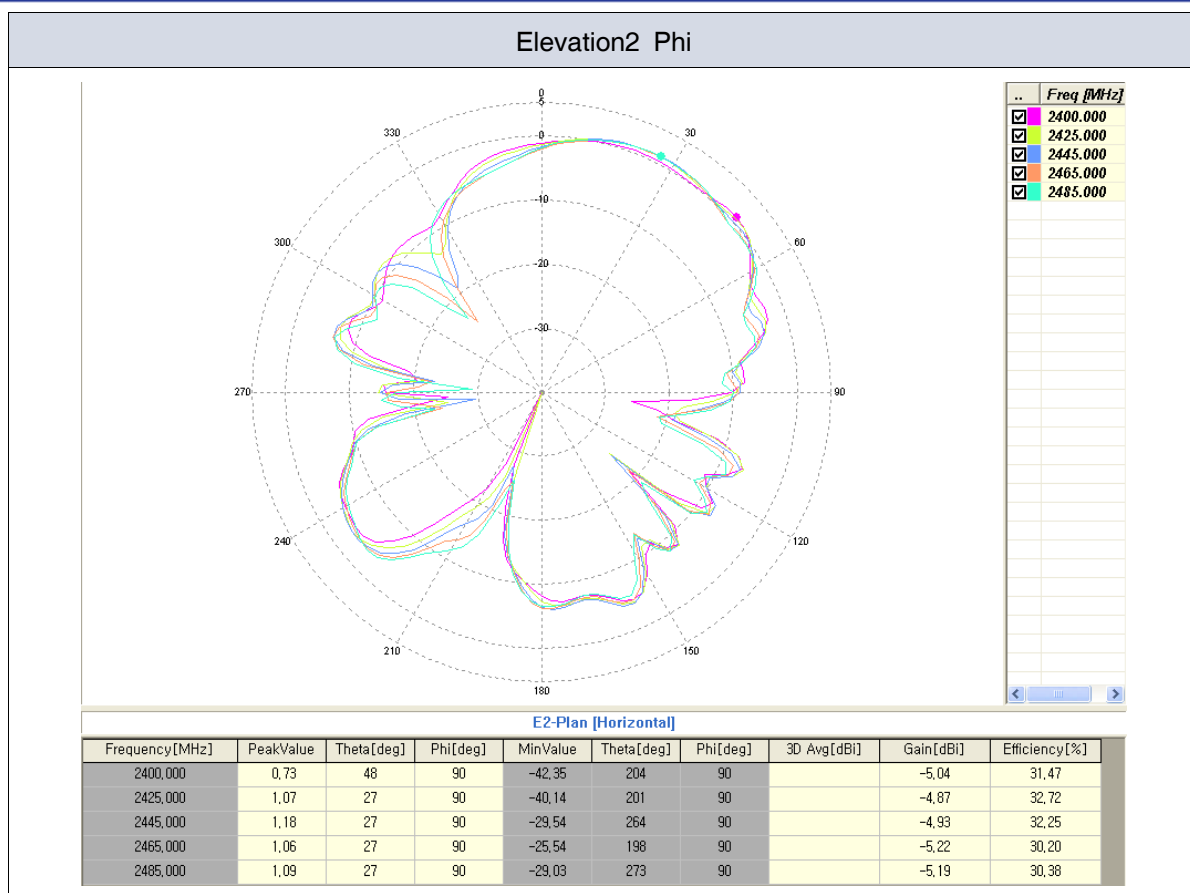 Elevation2 Phi
0
5
0
-10
-20
-30
30
60
90
120
150
180
210
240
270
300
330
.. Freq [MHz]
2400.000
2425.000
2445.000
2465.000
2485.000
E2-Plan [Horizontal]
Frequency[MHz] PeakValue Theta[deg] Phi[deg] MinValue Theta[deg] Phi[deg] 3D Avg[dBi] Gain[dBi] Efficiency[%]
2400,000 0,73 48 90 -42,35 204 90 -5,04 31,47
2425,000 1,07 27 90 -40,14 201 90 -4,87 32,72
2445,000 1,18 27 90 -29,54 264 90 -4,93 32,25
2465,000 1,06 27 90 -25,54 198 90 -5,22 30,20
2485,000 1,09 27 90 -29,03 273 90 -5,19 30,38